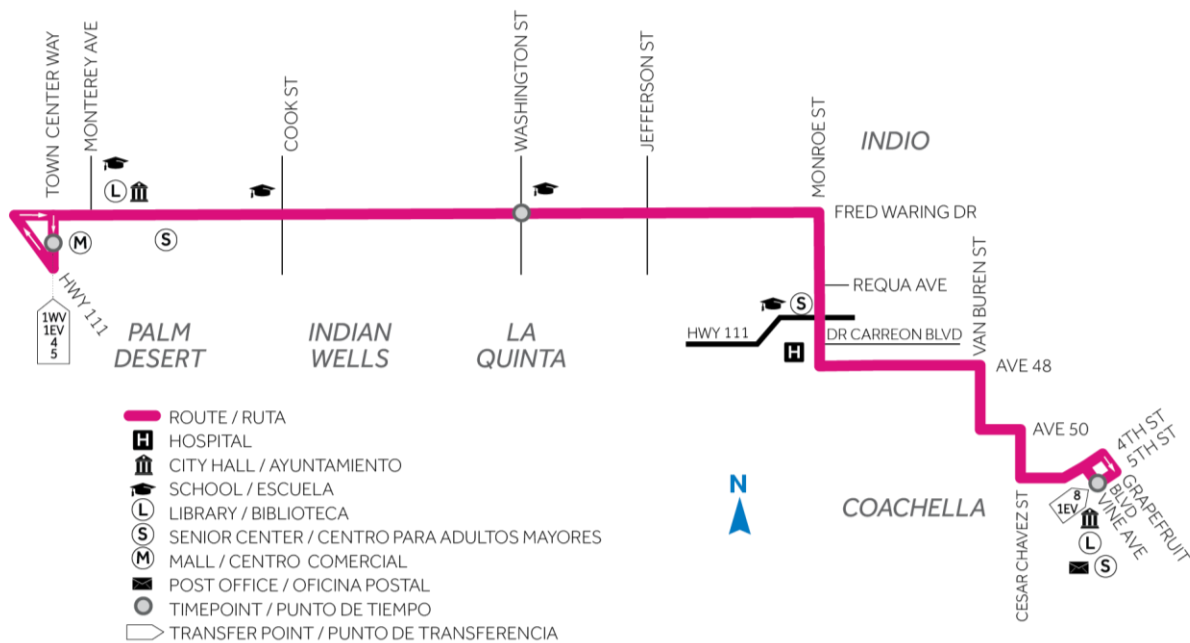 TOWN CENTER WAY
MONTEREY AVE
COOK ST
WASHINGTON ST
JEFFERSON ST
MONROE ST
INDIO
L
FRED WARING DR
M
S
HWY 111
VAN BUREN ST
REQUA AVE
1WV
1EV
4
5
PALM
DESERT
INDIAN
WELLS
LA
QUINTA
S
HWY 111
DR CARREON BLVD
H
AVE 48
AVE 50
4TH ST
5TH ST
GRAPEFRUIT
BLVD
VINE AVE
8
1EV
L
S
CESAR CHAVEZ ST
COACHELLA
N
ROUTE / RUTA
H HOSPITAL
CITY HALL / AYUNTAMIENTO
SCHOOL / ESCUELA
L LIBRARY / BIBLIOTECA
S SENIOR CENTER / CENTRO PARA ADULTOS MAYORES
M MALL / CENTRO COMERCIAL
POST OFFICE / OFICINA POSTAL
TIMEPOINT / PUNTO DE TIEMPO
TRANSFER POINT / PUNTO DE TRANSFERENCIA